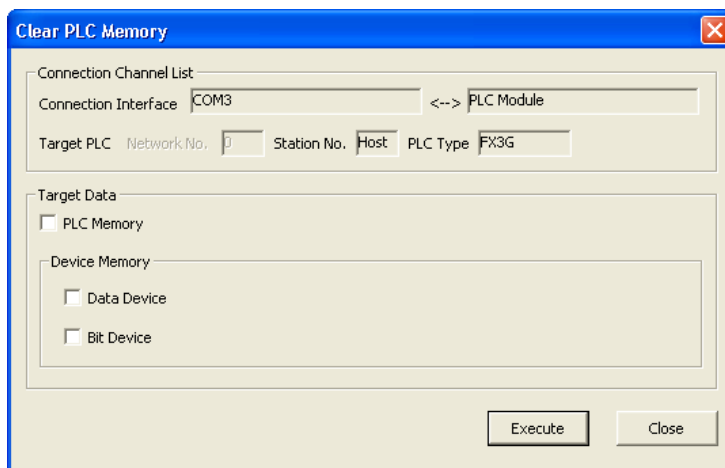 Clear PLC Memory
Connection Channel List
Connection Interface COM3 <--> PLC Module
Target PLC Network No. 0 Station No. Host PLC Type FX3G
Target Data
PLC Memory
Device Memory
Data Device
Bit Device
Execute Close